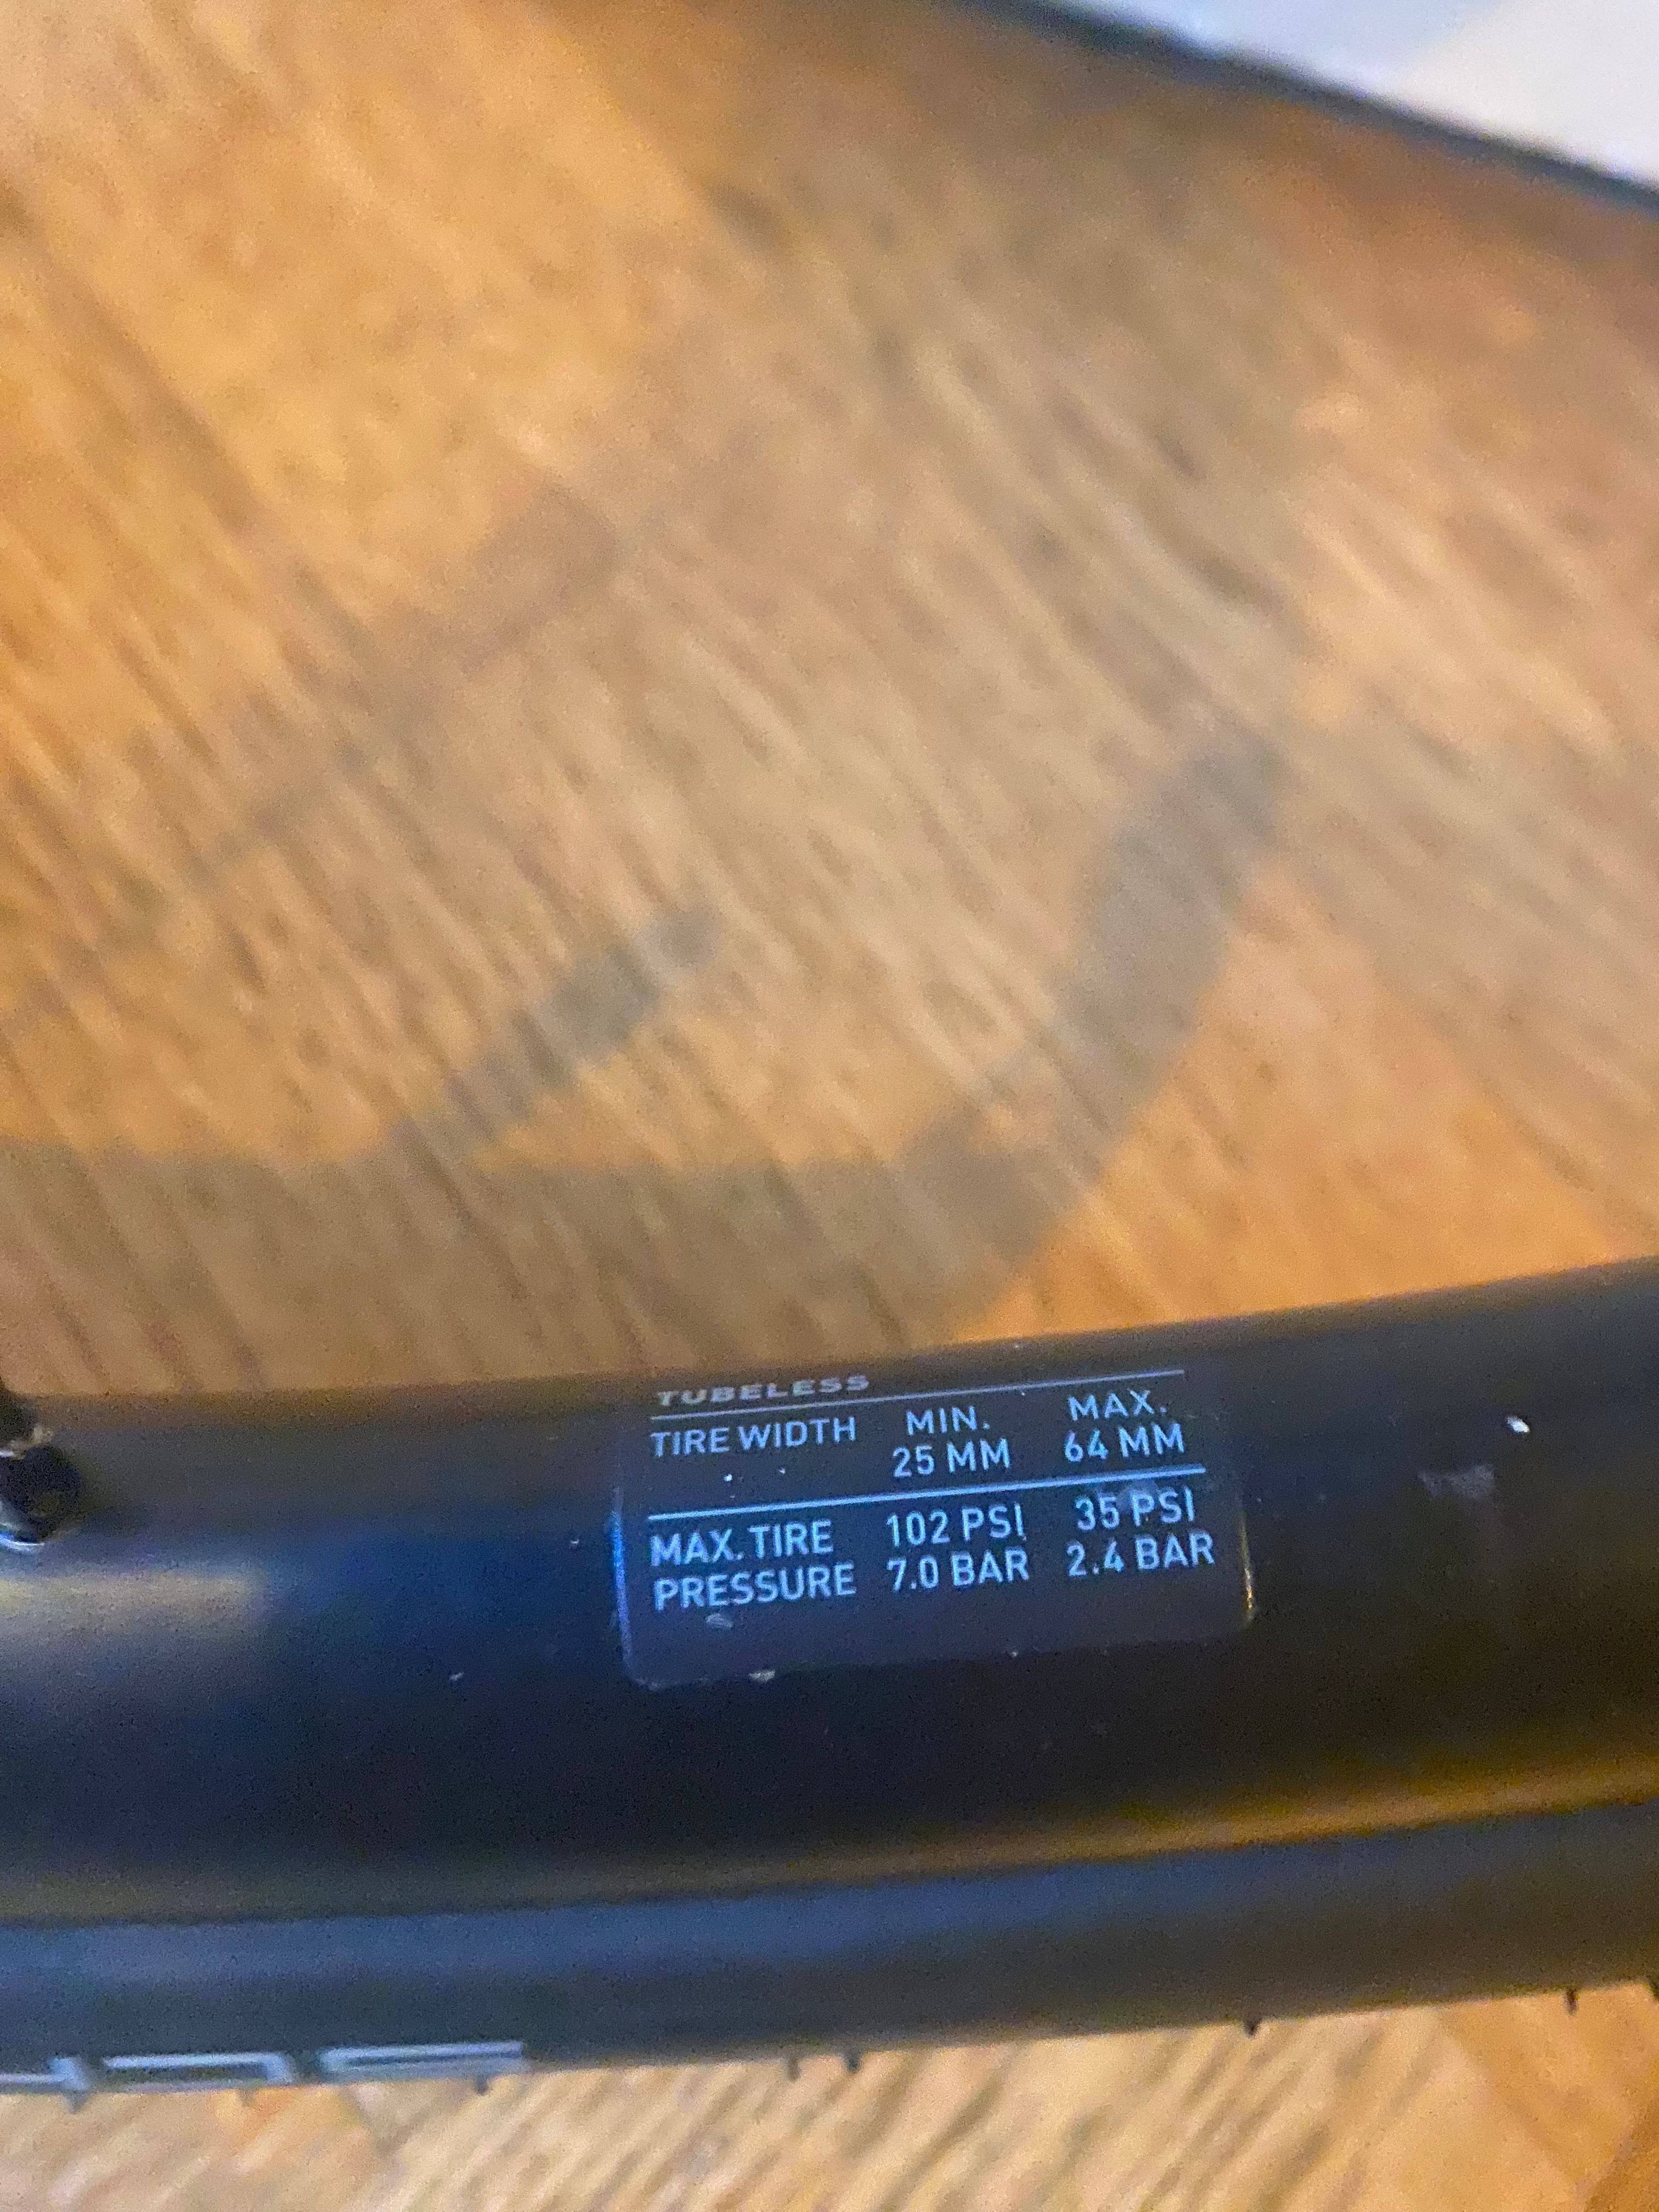 TUBELESS
TIRE WIDTH MIN. MAX.
25 MM 64 MM
MAX. TIRE 102 PSI 35 PSI
PRESSURE 7.0 BAR 2.4 BAR